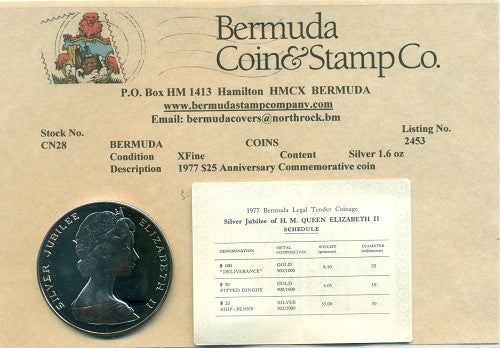 Bermuda
Coin & Stamp Co.
P.O. Box HM 1413 Hamilton HMCX BERMUDA
www.bermudastampcompany.com
Email: bermudacovers@northrock.bm
Stock No. Listing No.
CN28 BERMUDA COINS 2453
Condition XFine Content Silver 1.6 oz
Description 1977 $25 Anniversary Commemorative coin
1977 Bermuda Legal Tender Coinage
Silver Jubilee of H. M. QUEEN ELIZABETH II
SCHEDULE
DENOMINATION METAL COMPOSITION WEIGHT (grammes) DIAMETER (millimetres)
$ 100 GOLD
"DELIVERANCE" 900/1000 25
$ 50 GOLD
FITTED DINGHY 900/1000 4.05 19
$ 25 SILVER
SHIP-PENNY 925/1000 50
SILVER JUBILEE ELIZABETH II